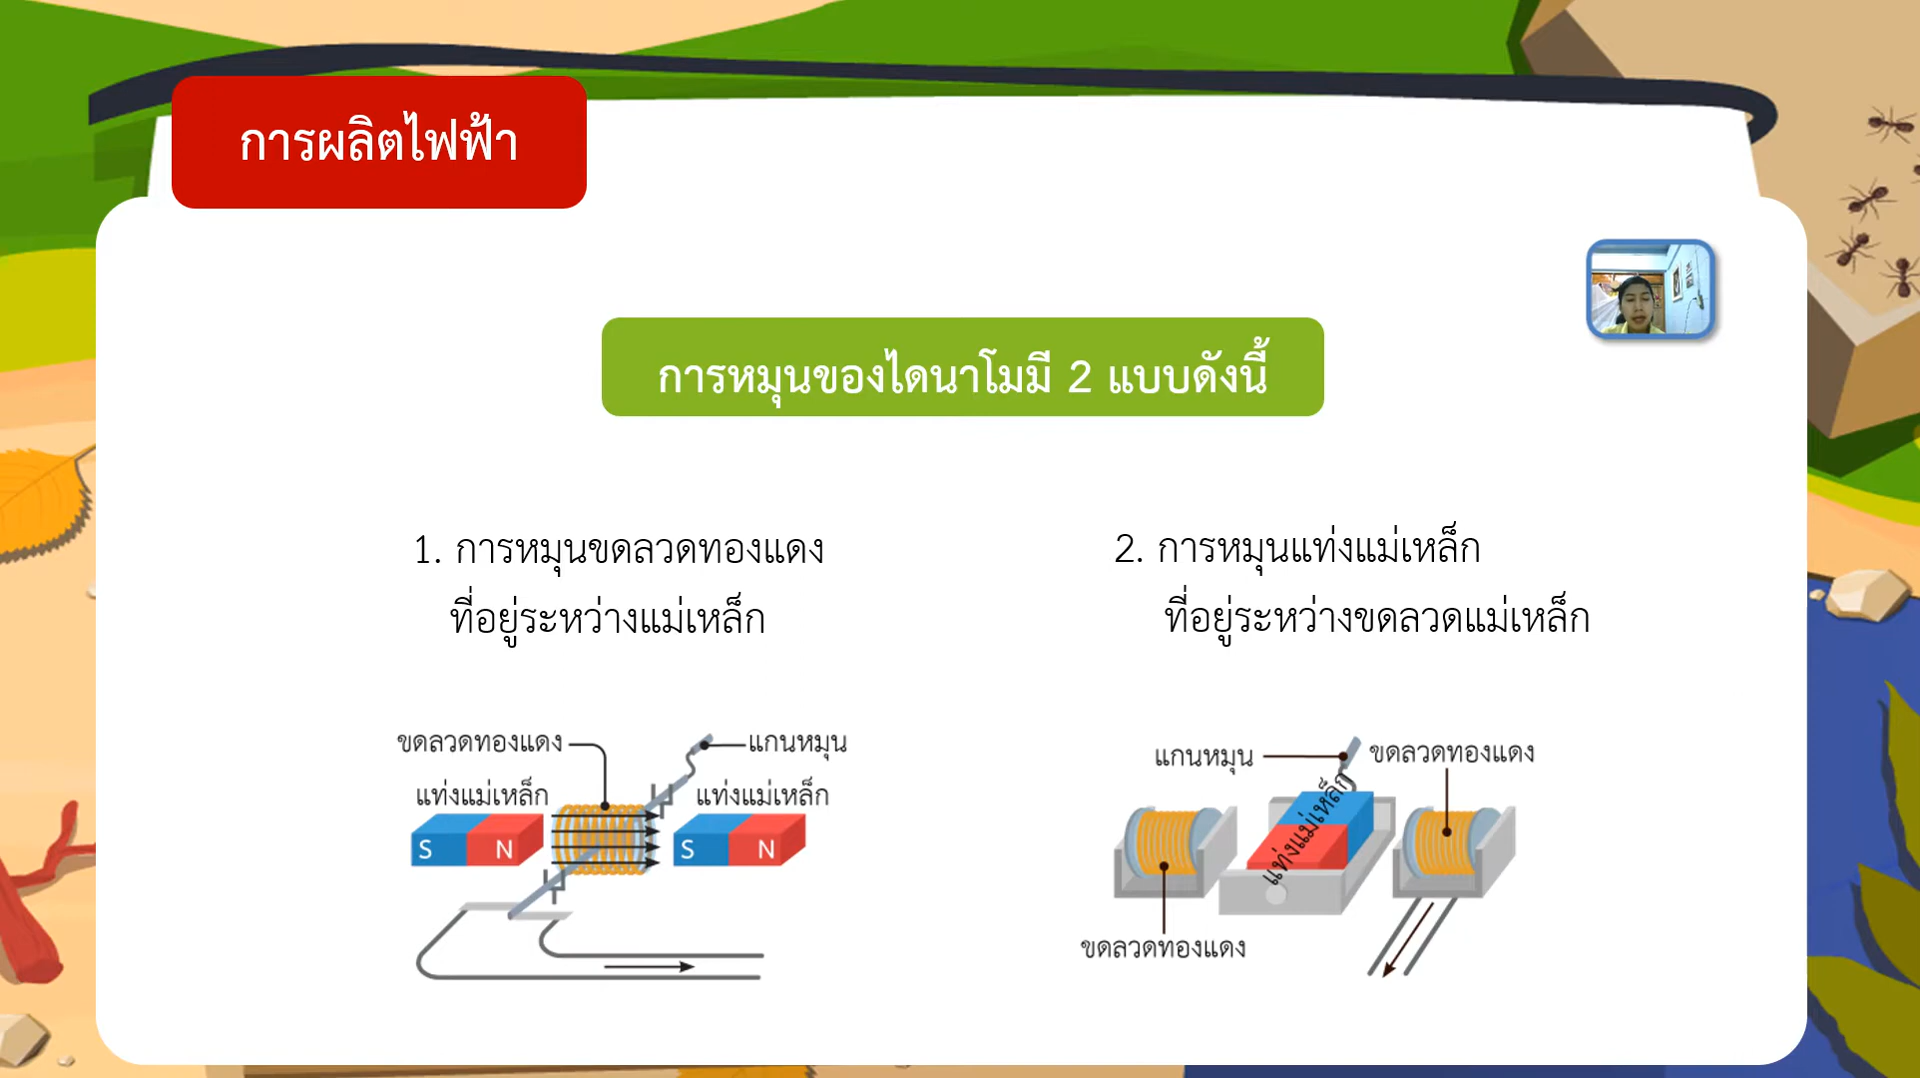 การผลิตไฟฟ้า
การหมุนของไดนาโมมี 2 แบบดังนี้
1. การหมุนขดลวดทองแดง
ที่อยู่ระหว่างแม่เหล็ก
2. การหมุนแท่งแม่เหล็ก
ที่อยู่ระหว่างขดลวดแม่เหล็ก
ขดลวดทองแดง
แกนหมุน
แท่งแม่เหล็ก
แท่งแม่เหล็ก
S N
S N
แกนหมุน
ขดลวดทองแดง
แท่งแม่เหล็ก
ขดลวดทองแดง